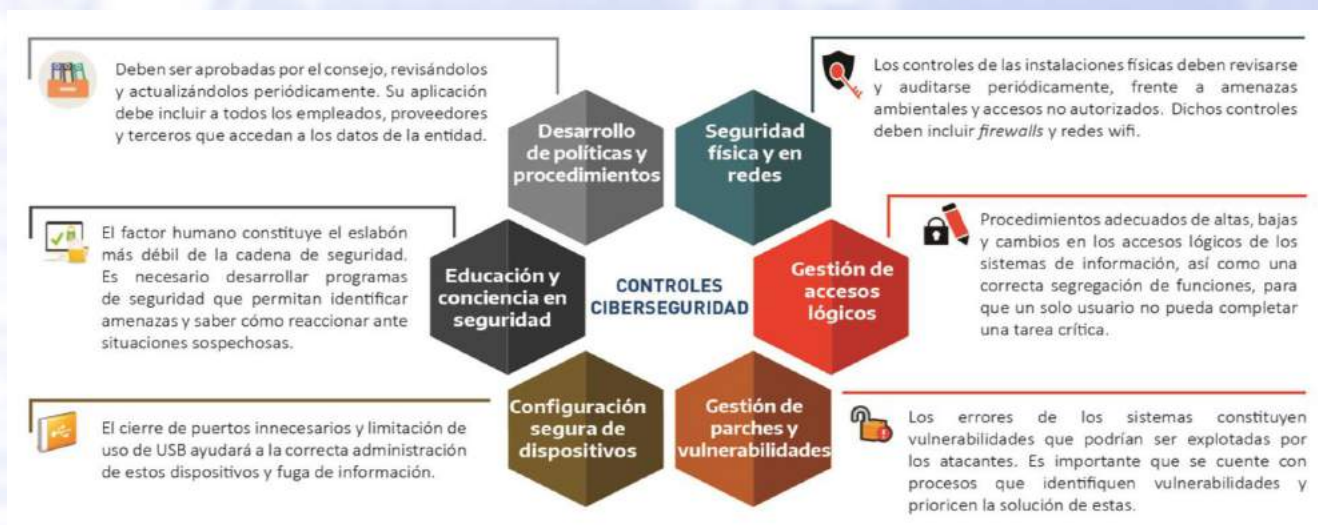 Deben ser aprobadas por el consejo, revisándolos
y actualizándolos periódicamente. Su aplicación
debe incluir a todos los empleados, proveedores
y terceros que accedan a los datos de la entidad.
Desarrollo
de políticas y
procedimientos
Seguridad
física y en
redes
Los controles de las instalaciones físicas deben revisarse
y auditarse periódicamente, frente a amenazas
ambientales y accesos no autorizados. Dichos controles
deben incluir firewalls y redes wifi.
El factor humano constituye el eslabón
más débil de la cadena de seguridad.
Es necesario desarrollar programas
de seguridad que permitan identificar
amenazas y saber cómo reaccionar ante
situaciones sospechosas.
Educación y
conciencia en
seguridad
CONTROLES
CIBERSEGURIDAD
Gestión de
accesos
lógicos
Procedimientos adecuados de altas, bajas
y cambios en los accesos lógicos de los
sistemas de información, así como una
correcta segregación de funciones, para
que un solo usuario no pueda completar
una tarea crítica.
El cierre de puertos innecesarios y limitación de
uso de USB ayudará a la correcta administración
de estos dispositivos y fuga de información.
Configuración
segura de
dispositivos
Gestión de
parches y
vulnerabilidades
Los errores de los sistemas constituyen
vulnerabilidades que podrían ser explotadas por
los atacantes. Es importante que se cuente con
procesos que identifiquen vulnerabilidades y
prioricen la solución de estas.